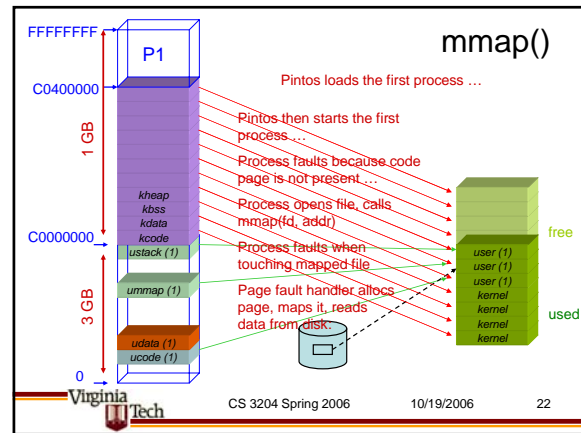 mmap()
FFFFFFFF
P1
C0400000
1 GB
kheap
kbss
kdata
kcode
C0000000
ustack (1)
ummap (1)
3 GB
udata (1)
ucode (1)
0
Pintos loads the first process …
Pintos then starts the first
process …
Process faults because code
page is not present …
Process opens file, calls
mmap(fd, addr)
Process faults when
touching mapped file
Page fault handler allocs
page, maps it, reads
data from disk:
free
user (1)
user (1)
user (1)
kernel
kernel
kernel
kernel
used
Virginia Tech
CS 3204 Spring 2006
10/19/2006
22